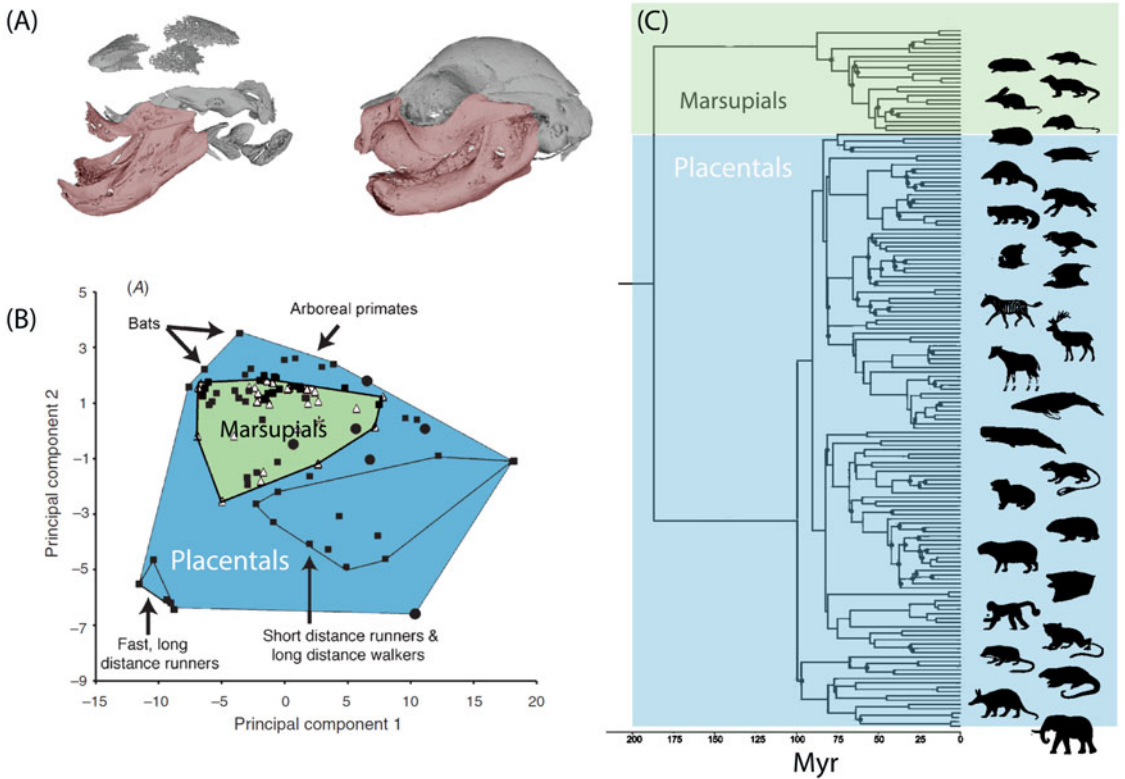 (A)
(B)
(A)
5
3
1
−1
−3
−5
−7
−9
Principal component 2
Bats
Arboreal primates
Marsupials
Placentals
Fast, long
distance runners
Short distance runners &
long distance walkers
−15
−10
−5
0
5
10
15
20
Principal component 1
(C)
Marsupials
Placentals
200
175
150
125
100
75
50
25
0
Myr